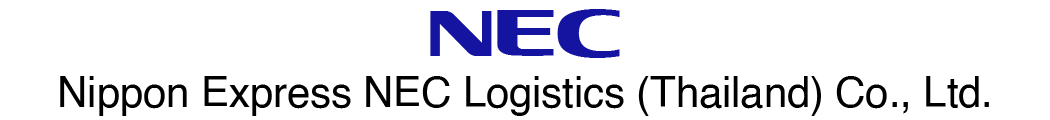 NEC
Nippon Express NEC Logistics (Thailand) Co., Ltd.